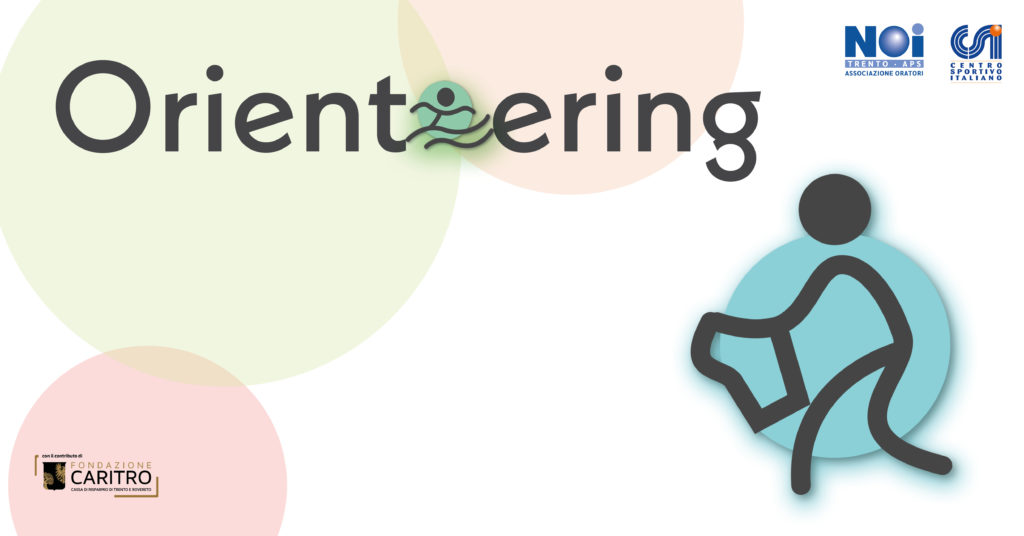 Orienteering
NOi
TRENTO · APS
ASSOCIAZIONE ORATORI
CSI
CENTRO
SPORTIVO
ITALIANO
con il contributo di
FONDAZIONE
CARITRO
CASSA DI RISPARMIO DI TRENTO E ROVERETO